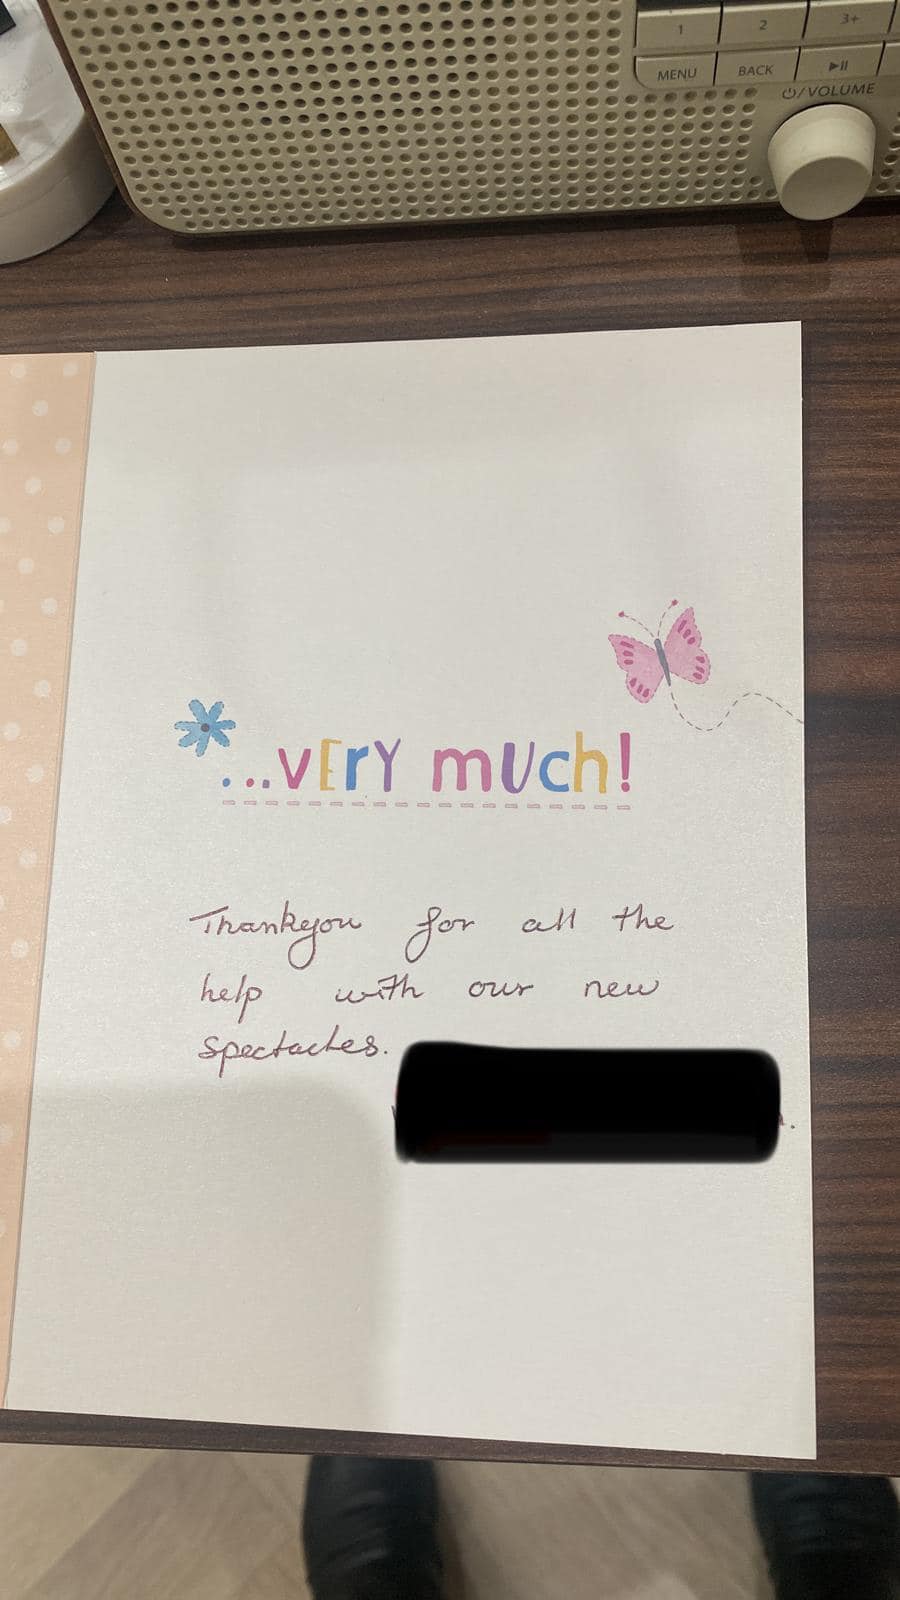 1 2 3+
MENU BACK ▶II
⏻/VOLUME
...VErY mUch!
Thankyou for all the
help with our new
Spectacles.